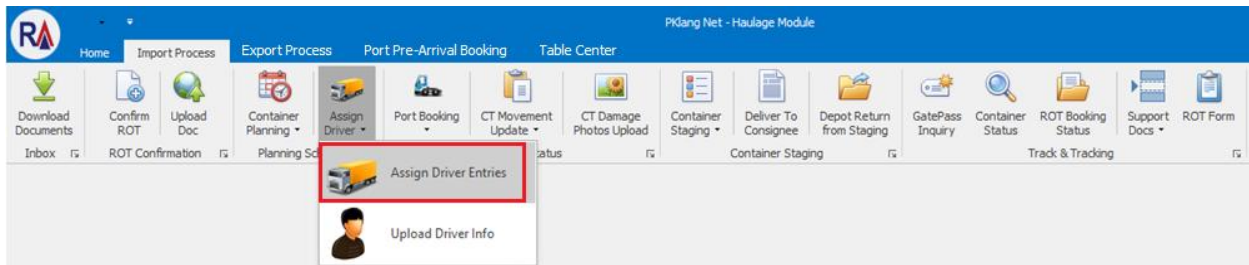 PKlang Net - Haulage Module
RA
Home Import Process Export Process Port Pre-Arrival Booking Table Center
Download Documents
Confirm ROT
Upload Doc
Container Planning
Assign Driver
Port Booking
CT Movement Update
CT Damage Photos Upload
Container Staging
Deliver To Consignee
Depot Return from Staging
GatePass Inquiry
Container Status
ROT Booking Status
Support Docs
ROT Form
Inbox
ROT Confirmation
Planning Sc
atus
Container Staging
Track & Tracking
Assign Driver Entries
Upload Driver Info